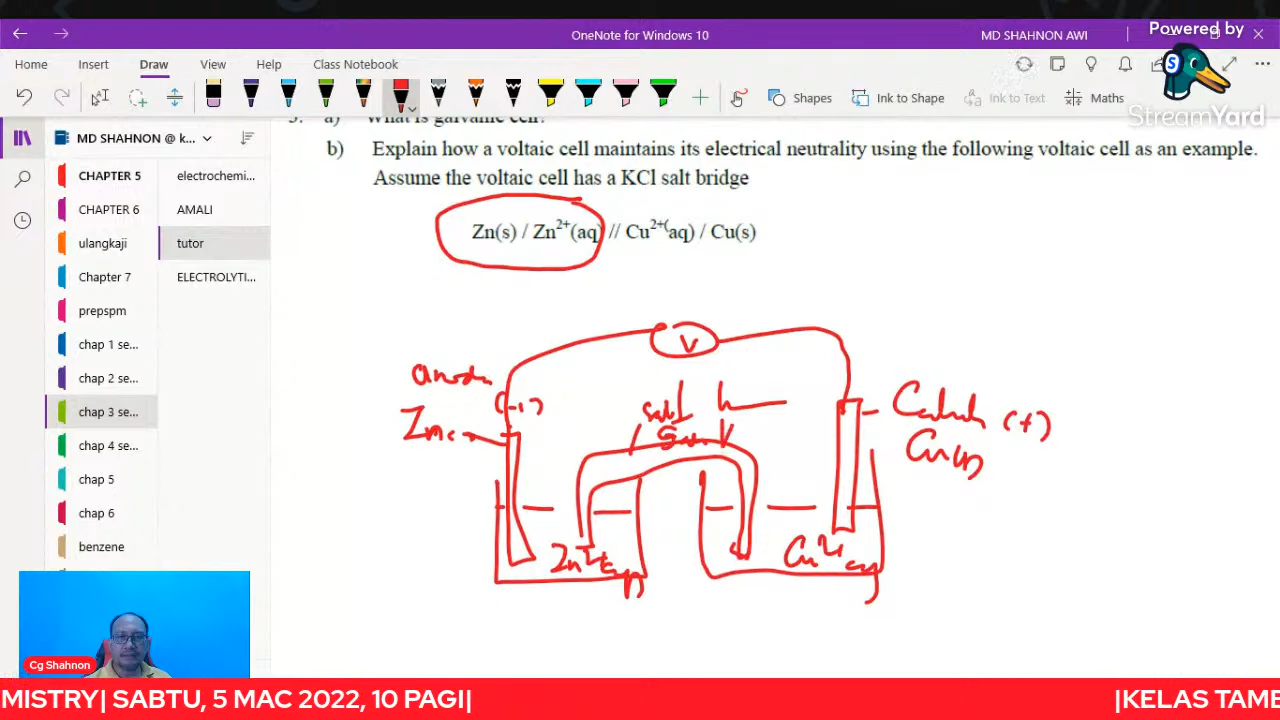 OneNote for Windows 10
MD SHAHNON AWI
Powered by
StreamYard
Home Insert Draw View Help Class Notebook
Shapes Ink to Shape Ink to Text Maths
MD SHAHNON @ k...
CHAPTER 5
CHAPTER 6
ulangkaji
Chapter 7
prepspm
chap 1 se...
chap 2 se...
chap 3 se...
chap 4 se...
chap 5
chap 6
benzene
electrochemi...
AMALI
tutor
ELECTROLYTI...
a) What is galvanic cell?
b) Explain how a voltaic cell maintains its electrical neutrality using the following voltaic cell as an example.
Assume the voltaic cell has a KCl salt bridge
Zn(s) / Zn²⁺(aq) // Cu²⁺(aq) / Cu(s)
V
(-)
salt
(+)
Cu(s)
Zn²⁺
Cu²⁺
Cg Shahnon
MISTRY| SABTU, 5 MAC 2022, 10 PAGI|
|KELAS TAME